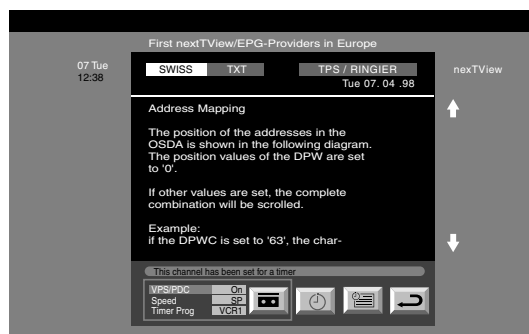 First nextTView/EPG-Providers in Europe
07 Tue
12:38
SWISS TXT TPS / RINGIER
Tue 07. 04 .98
nexTView
Address Mapping
The position of the addresses in the
OSDA is shown in the following diagram.
The position values of the DPW are set
to '0'.
If other values are set, the complete
combination will be scrolled.
Example:
if the DPWC is set to '63', the char-
This channel has been set for a timer
VPS/PDC On
Speed SP
Timer Prog VCR1